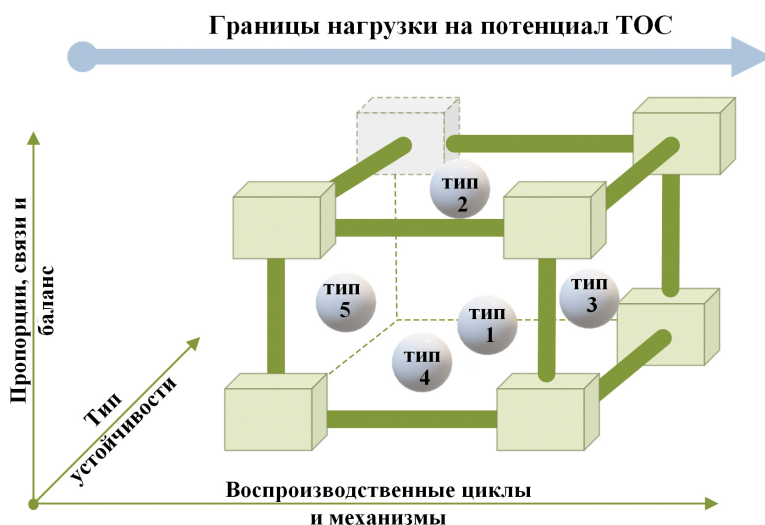 Границы нагрузки на потенциал ТОС
тип
2
тип
5
тип
3
тип
1
тип
4
Пропорции, связи и
баланс
Тип
устойчивости
Воспроизводственные циклы
и механизмы